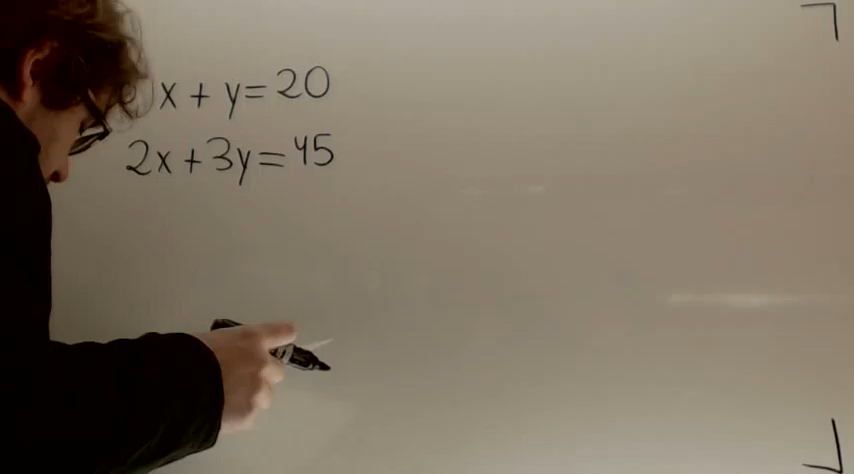 x + y = 20
2x + 3y = 45